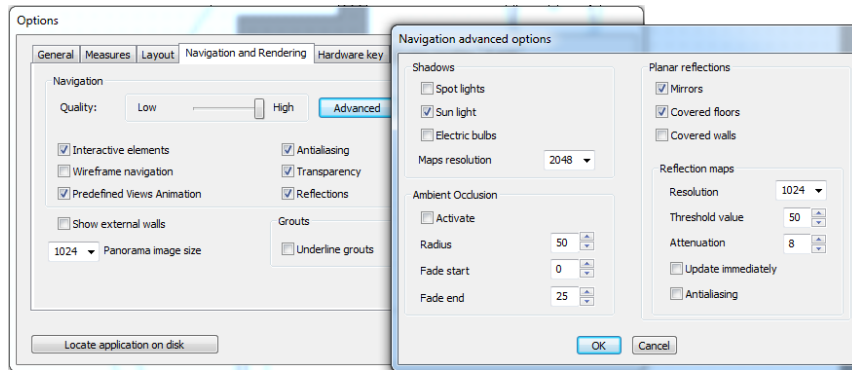 Options
General Measures Layout Navigation and Rendering Hardware key
Navigation
Quality: Low High Advanced
Interactive elements Antialiasing
Wireframe navigation Transparency
Predefined Views Animation Reflections
Show external walls
Grouts
1024 Panorama image size
Underline grouts
Locate application on disk
Navigation advanced options
Shadows
Spot lights
Sun light
Electric bulbs
Maps resolution 2048
Ambient Occlusion
Activate
Radius 50
Fade start 0
Fade end 25
Planar reflections
Mirrors
Covered floors
Covered walls
Reflection maps
Resolution 1024
Threshold value 50
Attenuation 8
Update immediately
Antialiasing
OK Cancel